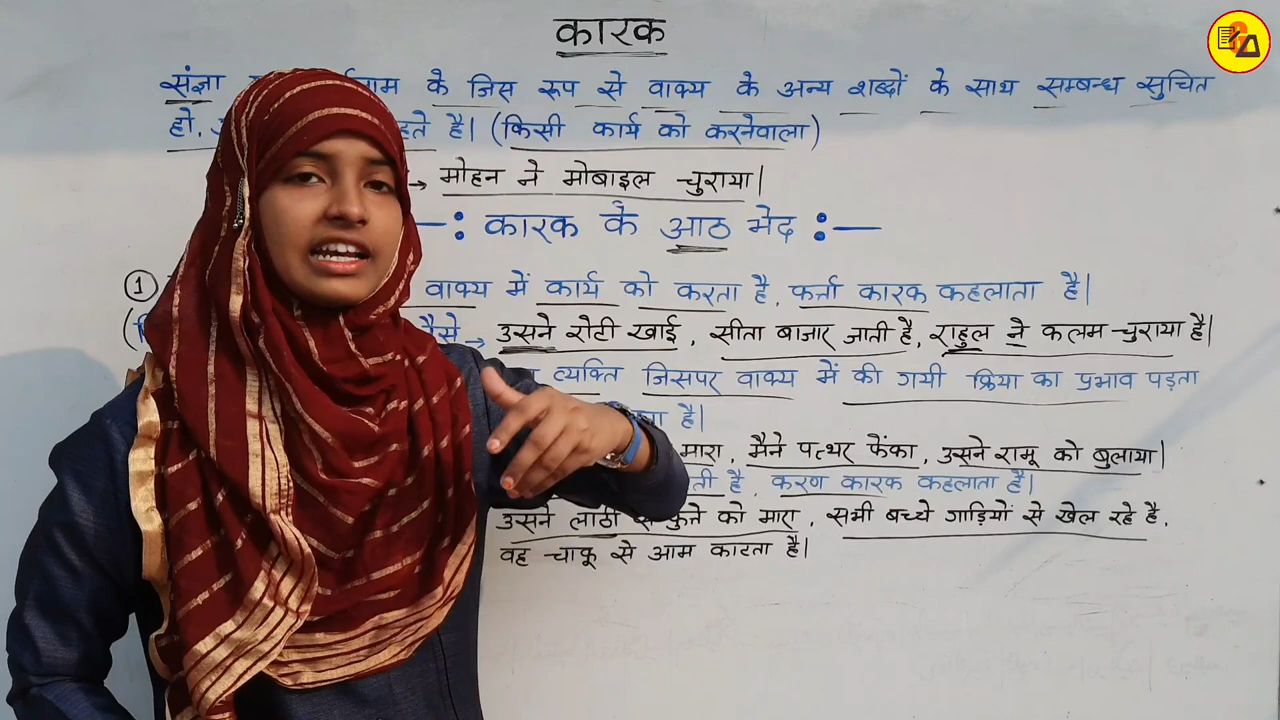 कारक
संज्ञा के जिस रूप से वाक्य के अन्य शब्दों के साथ सम्बन्ध सुचित
हो, है। (किसी कार्य को करनेवाला)
→ मोहन ने मोबाइल चुराया।
—: कारक के आठ भेद :—
① वाक्य में कार्य को करता है, कर्त्ता कारक कहलाता है।
( → उसने रोटी खाई, सीता बाजार जाती है, राहुल ने कलम चुराया है।
व्यक्ति जिसपर वाक्य में की गयी क्रिया का प्रभाव पड़ता
है।
मारा, मैने पत्थर फेंका, उसने रामू को बुलाया।
है, करण कारक कहलाता है।
उसने लाठी से कुत्ते को मारा, सभी बच्चे गाड़ियों से खेल रहे है,
वह चाकू से आम काटता है।